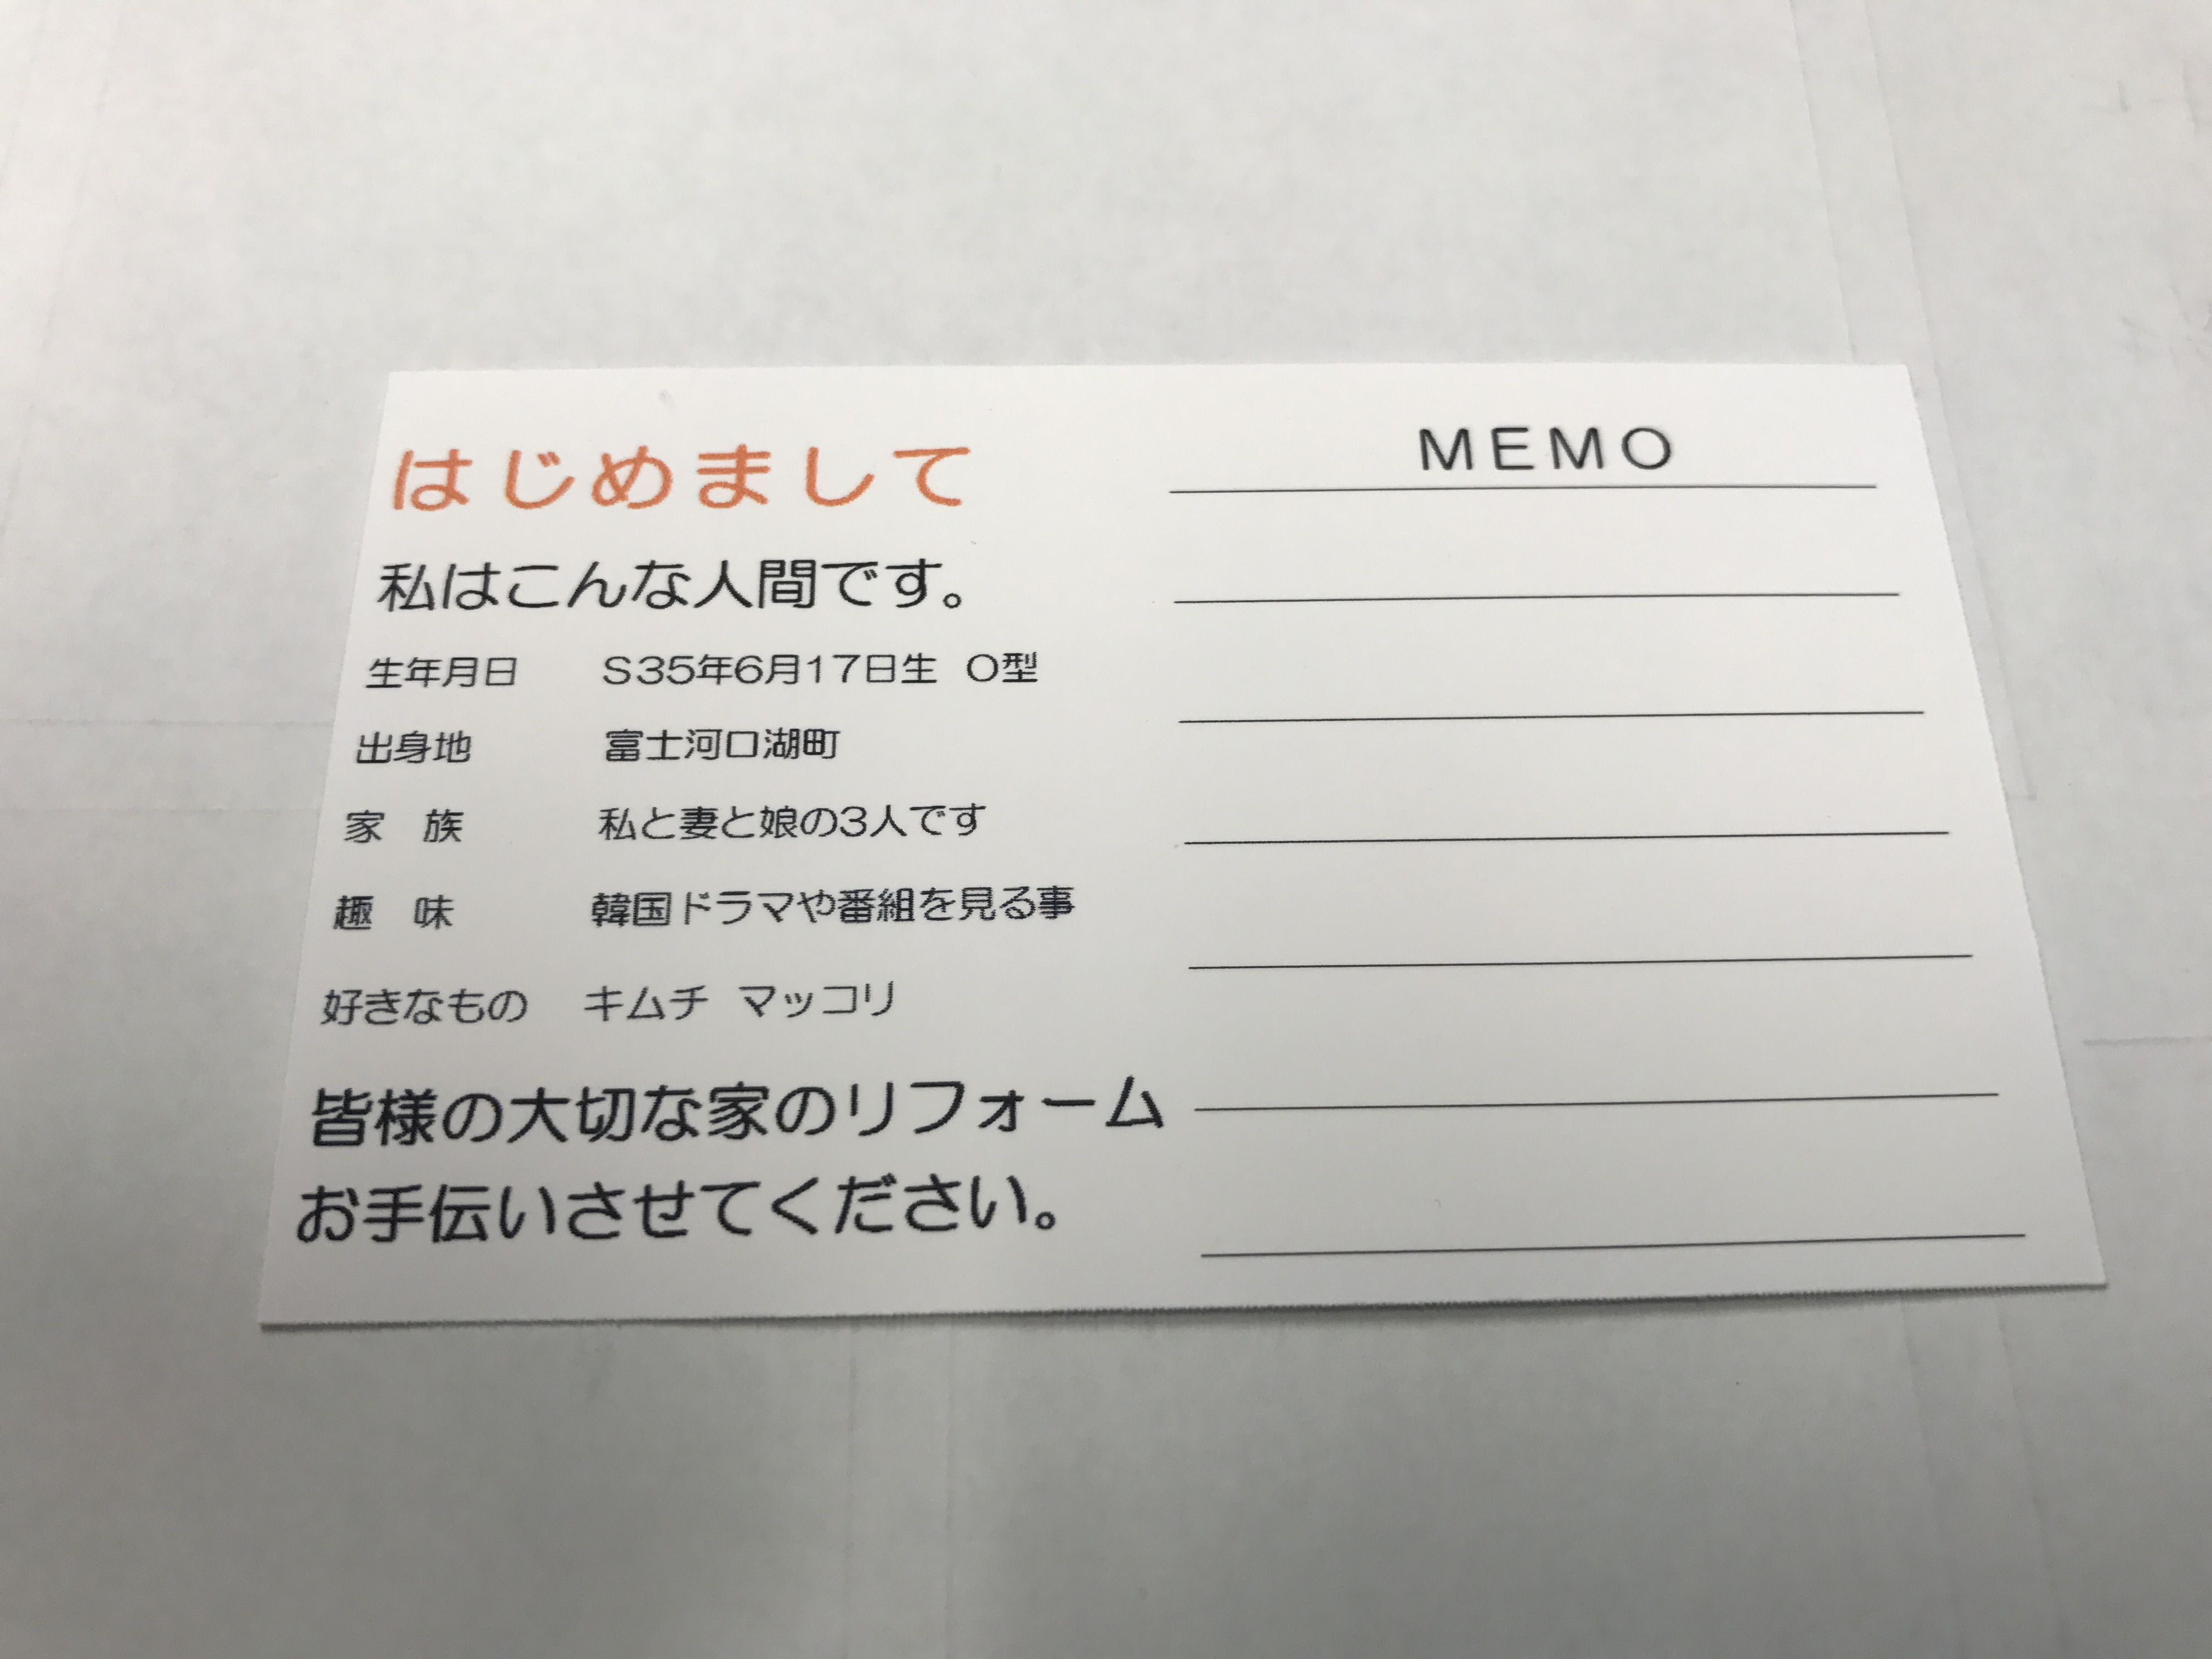 はじめまして
私はこんな人間です。
生年月日 S35年6月17日生 O型
出身地 富士河口湖町
家 族 私と妻と娘の3人です
趣 味 韓国ドラマや番組を見る事
好きなもの キムチ マッコリ
皆様の大切な家のリフォーム
お手伝いさせてください。
MEMO